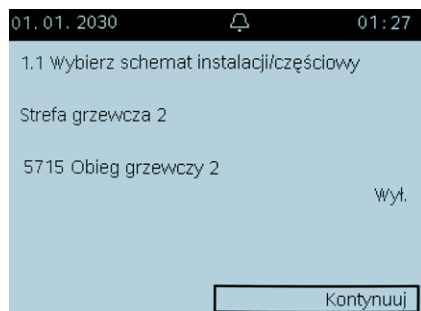 01.01.2030 01:27
1.1 Wybierz schemat instalacji/częściowy
Strefa grzewcza 2
5715 Obieg grzewczy 2
Wył.
Kontynuuj